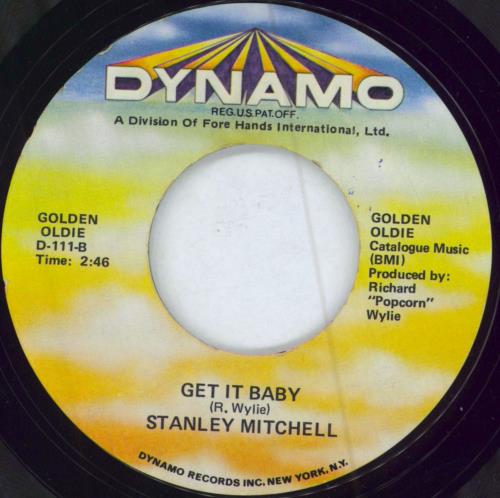 DYNAMO
REG.U.S.PAT.OFF.
A Division Of Fore Hands International, Ltd.
GOLDEN
OLDIE
D-111-B
Time: 2:46
GOLDEN
OLDIE
Catalogue Music
(BMI)
Produced by:
Richard
"Popcorn"
Wylie
GET IT BABY
(R. Wylie)
STANLEY MITCHELL
DYNAMO RECORDS INC. NEW YORK. N.Y.